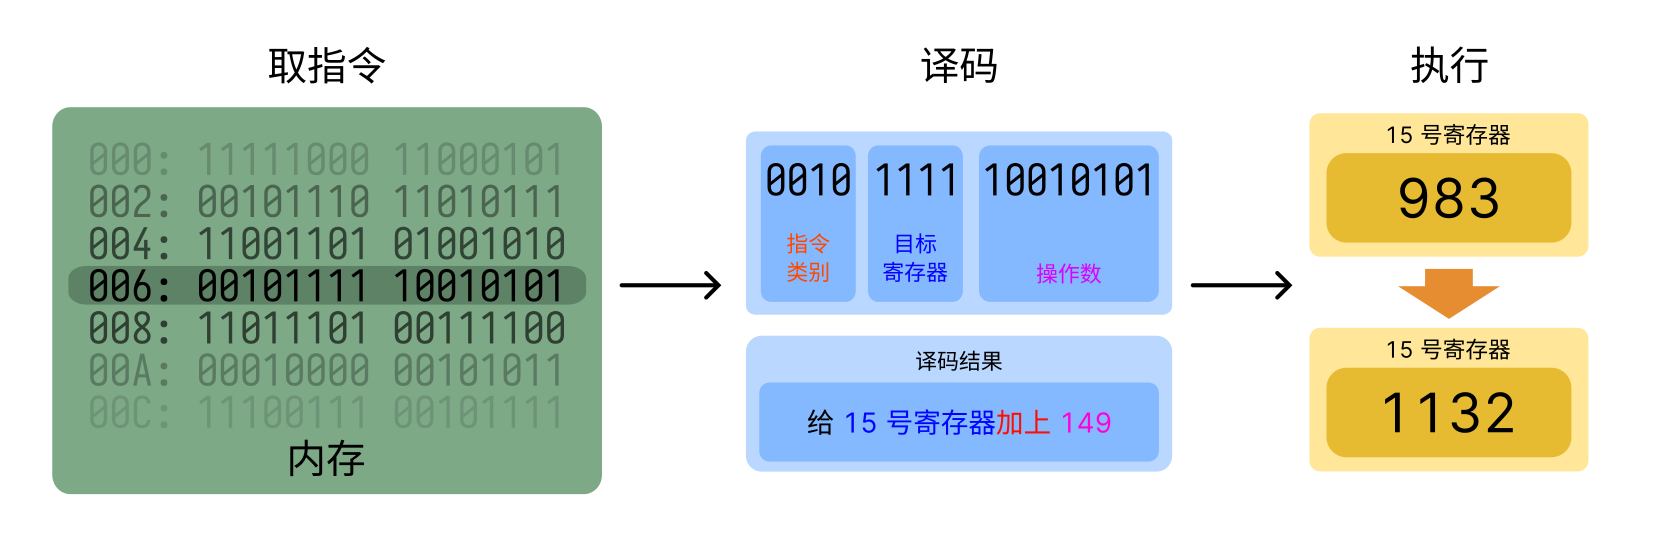 取指令
000: 11111000 11000101
002: 00101110 11010111
004: 11001101 01001010
006: 00101111 10010101
008: 11011101 00111100
00A: 00010000 00101011
00C: 11100111 00101111
内存
译码
0010 1111 10010101
指令
类别
目标
寄存器
操作数
译码结果
给 15 号寄存器加上 149
执行
15 号寄存器
983
15 号寄存器
1132